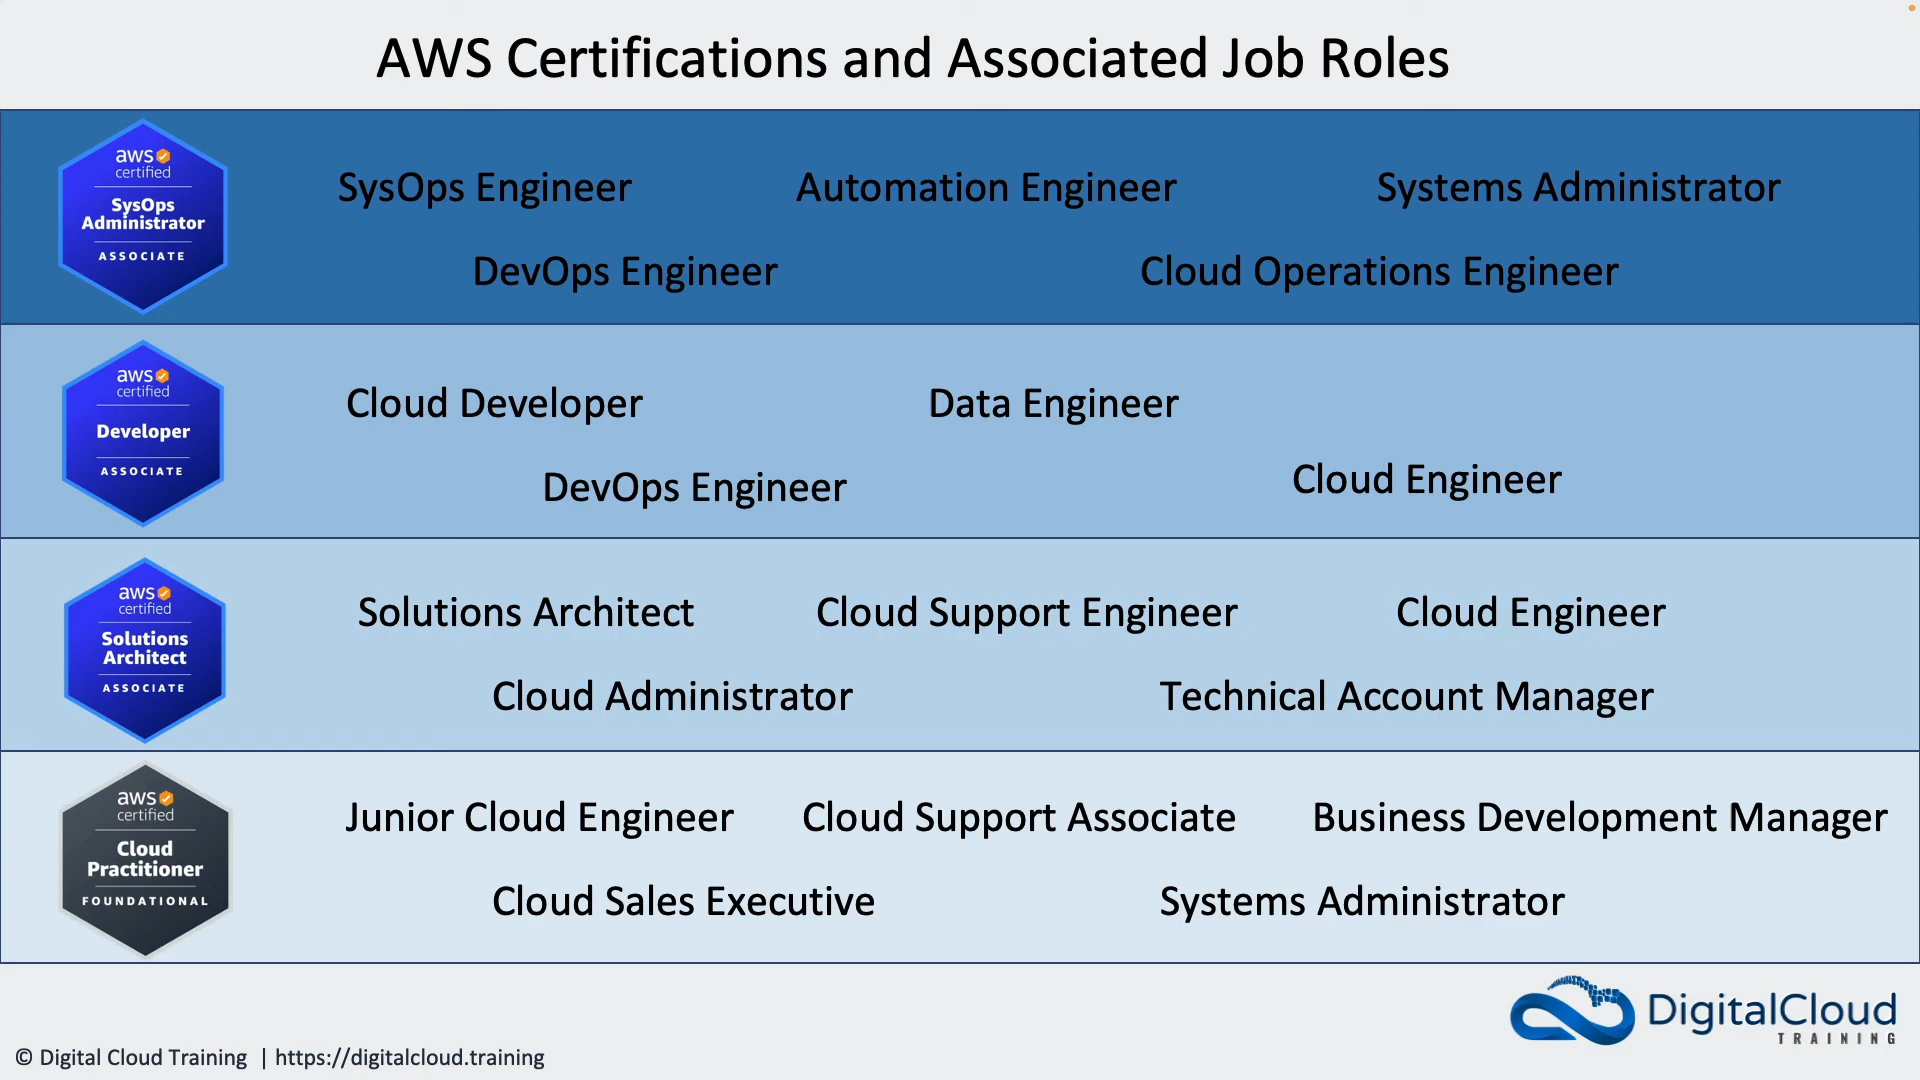 AWS Certifications and Associated Job Roles
aws
certified
SysOps
Administrator
ASSOCIATE
SysOps Engineer
Automation Engineer
Systems Administrator
DevOps Engineer
Cloud Operations Engineer
aws
certified
Developer
ASSOCIATE
Cloud Developer
Data Engineer
DevOps Engineer
Cloud Engineer
aws
certified
Solutions
Architect
ASSOCIATE
Solutions Architect
Cloud Support Engineer
Cloud Engineer
Cloud Administrator
Technical Account Manager
aws
certified
Cloud
Practitioner
FOUNDATIONAL
Junior Cloud Engineer
Cloud Support Associate
Business Development Manager
Cloud Sales Executive
Systems Administrator
DigitalCloud
TRAINING
© Digital Cloud Training | https://digitalcloud.training